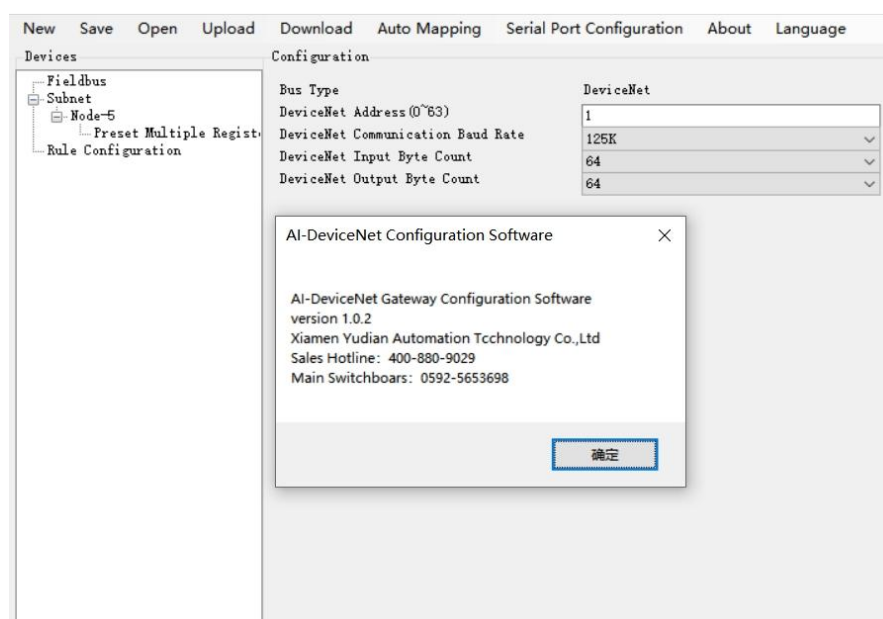 New Save Open Upload Download Auto Mapping Serial Port Configuration About Language
Devices
Fieldbus
Subnet
Node-5
Preset Multiple Regist
Rule Configuration
Configuration
Bus Type DeviceNet
DeviceNet Address(0~63) 1
DeviceNet Communication Baud Rate 125K
DeviceNet Input Byte Count 64
DeviceNet Output Byte Count 64
AI-DeviceNet Configuration Software
AI-DeviceNet Gateway Configuration Software
version 1.0.2
Xiamen Yudian Automation Tcchnology Co.,Ltd
Sales Hotline: 400-880-9029
Main Switchboars: 0592-5653698
确定